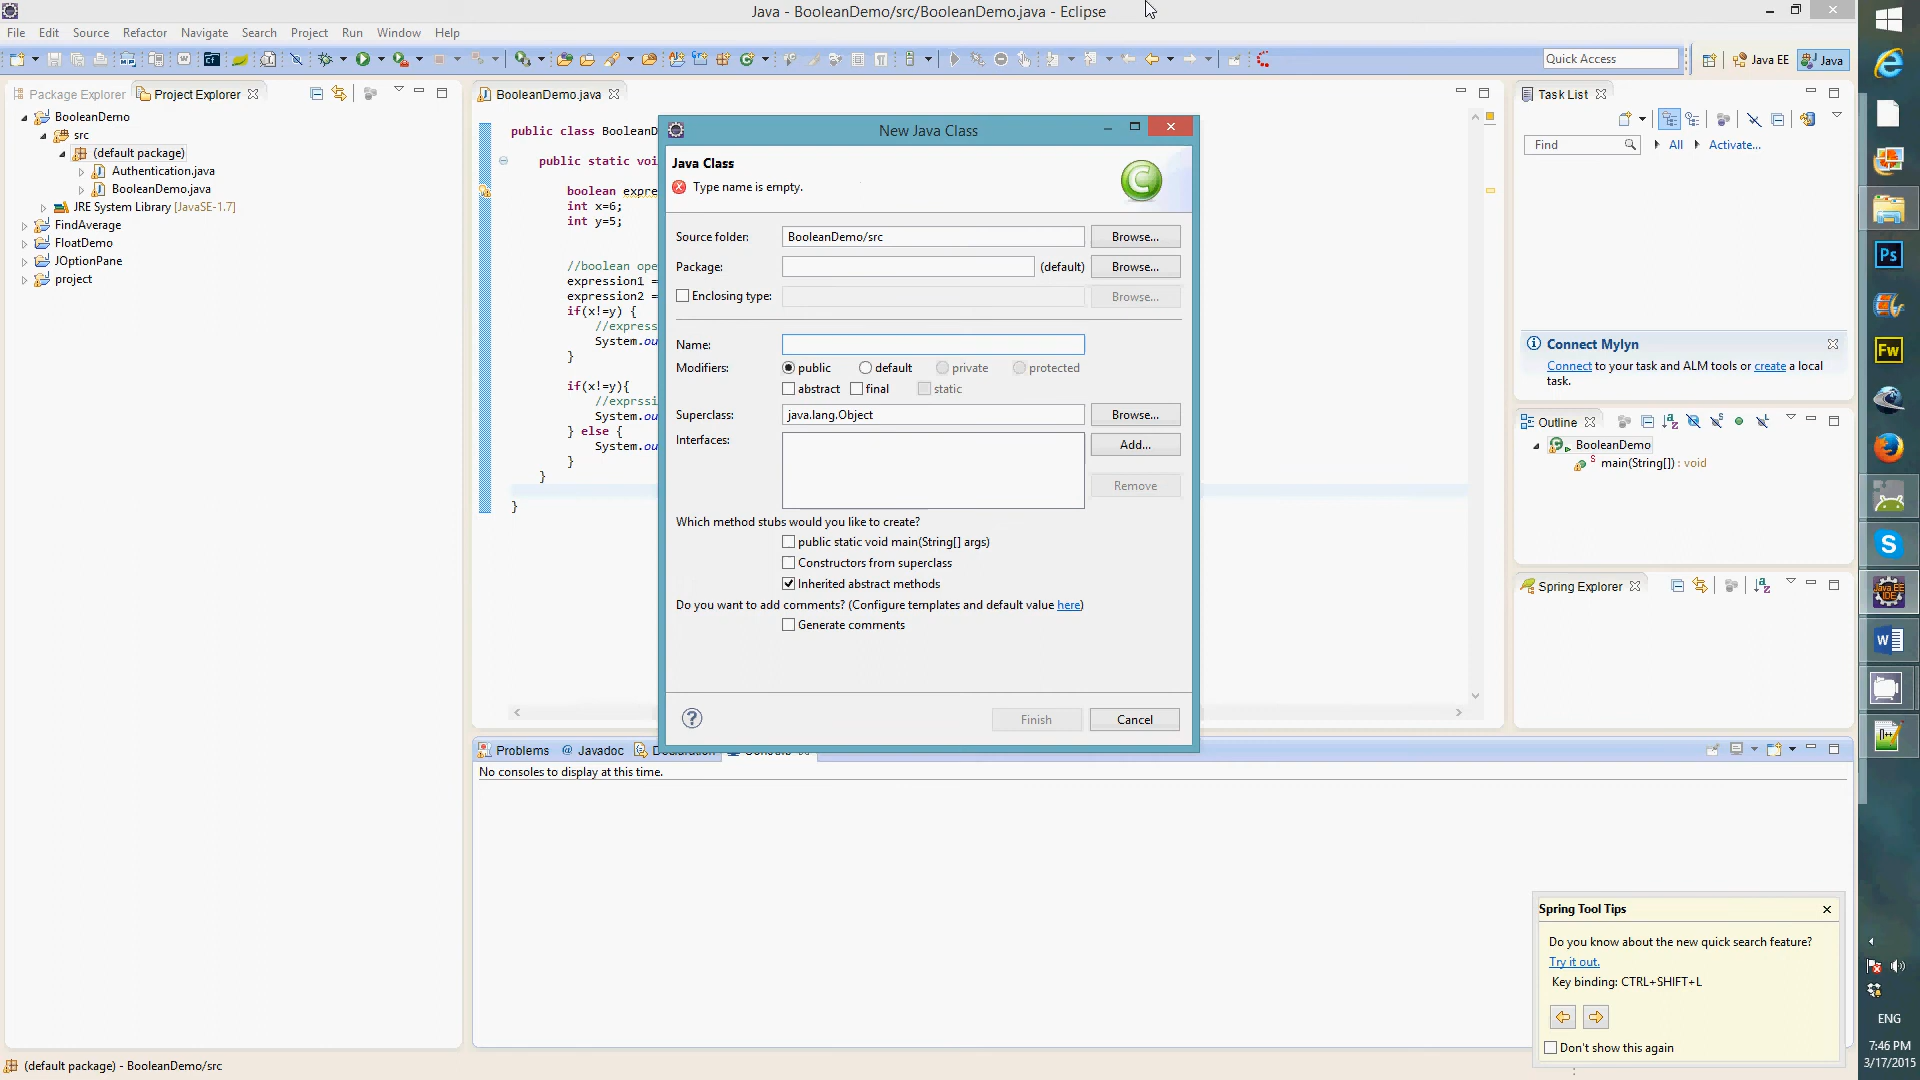 Java - BooleanDemo/src/BooleanDemo.java - Eclipse
File Edit Source Refactor Navigate Search Project Run Window Help
Quick Access
Java EE
Java
Package Explorer
Project Explorer
BooleanDemo
src
(default package)
Authentication.java
BooleanDemo.java
JRE System Library [JavaSE-1.7]
FindAverage
FloatDemo
JOptionPane
project
BooleanDemo.java
public class BooleanD
public static voi
boolean expre
int x=6;
int y=5;
//boolean ope
expression1 =
expression2 =
if(x!=y) {
//express
System.ou
}
if(x!=y){
//exprssi
System.ou
} else {
System.ou
}
}
}
New Java Class
Java Class
Type name is empty.
Source folder: BooleanDemo/src Browse...
Package: (default) Browse...
Enclosing type: Browse...
Name:
Modifiers: public default private protected
abstract final static
Superclass: java.lang.Object Browse...
Interfaces: Add...
Remove
Which method stubs would you like to create?
public static void main(String[] args)
Constructors from superclass
Inherited abstract methods
Do you want to add comments? (Configure templates and default value here)
Generate comments
Finish Cancel
Task List
Find All Activate...
Connect Mylyn
Connect to your task and ALM tools or create a local
task.
Outline
BooleanDemo
main(String[]) : void
Spring Explorer
Problems @ Javadoc
No consoles to display at this time.
Spring Tool Tips
Do you know about the new quick search feature?
Try it out.
Key binding: CTRL+SHIFT+L
Don't show this again
(default package) - BooleanDemo/src
Ps
Fw
ENG
7:46 PM
3/17/2015